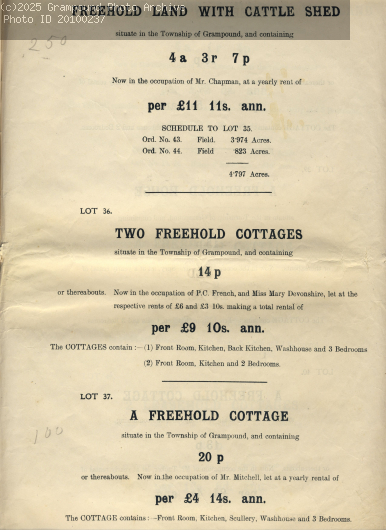 (c)2025 Grampound Photo Archive
Photo ID 20100237
FREEHOLD LAND WITH CATTLE SHED
250
situate in the Township of Grampound, and containing
4 a 3 r 7 p
Now in the occupation of Mr. Chapman, at a yearly rent of
per £11 11s. ann.
SCHEDULE TO LOT 35.
Ord. No. 43. Field. 3·974 Acres.
Ord. No. 44. Field ·823 Acres.
4·797 Acres.
LOT 36.
TWO FREEHOLD COTTAGES
situate in the Township of Grampound, and containing
14 p
or thereabouts. Now in the occupation of P.C. French, and Miss Mary Devonshire, let at the
respective rents of £6 and £3 10s. making a total rental of
per £9 10s. ann.
The COTTAGES contain :—(1) Front Room, Kitchen, Back Kitchen, Washhouse and 3 Bedrooms
(2) Front Room, Kitchen and 2 Bedrooms.
LOT 37.
A FREEHOLD COTTAGE
100
situate in the Township of Grampound, and containing
20 p
or thereabouts. Now in the occupation of Mr. Mitchell, let at a yearly rental of
per £4 14s. ann.
The COTTAGE contains :—Front Room, Kitchen, Scullery, Washhouse and 3 Bedrooms.